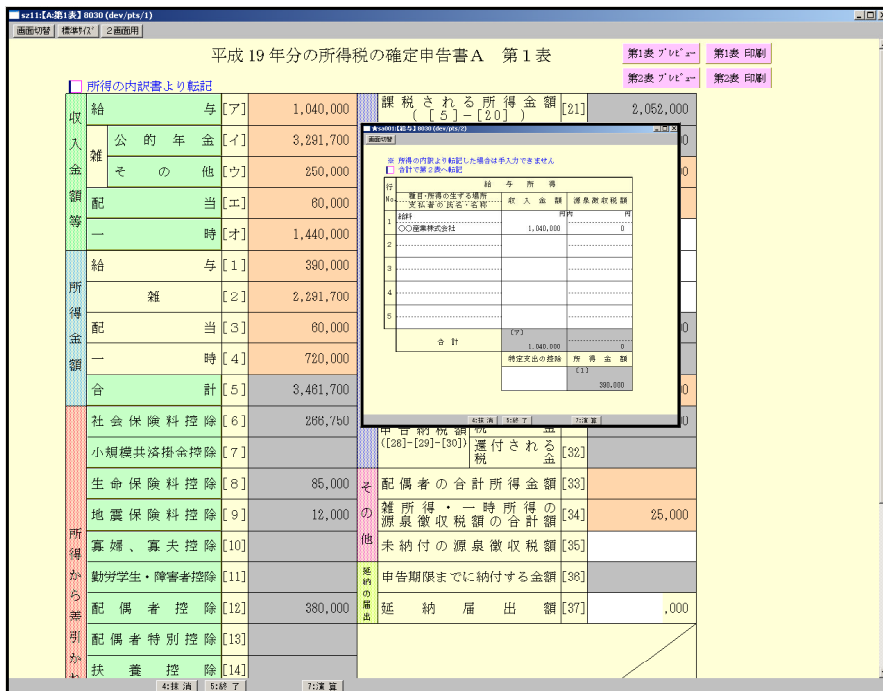 sz11:【A:第1表】8030 (dev/pts/1)
画面切替 標準ｻｲｽﾞ 2画面用
平成 19 年分の所得税の確定申告書A 第1表
第1表 ﾌﾟﾚﾋﾞｭｰ 第1表 印刷
第2表 ﾌﾟﾚﾋﾞｭｰ 第2表 印刷
所得の内訳書より転記
収入金額等
給与 [ア] 1,040,000
雑
公的年金 [イ] 3,291,700
その他 [ウ] 250,000
配当 [エ] 60,000
一時 [オ] 1,440,000
所得金額
給与 [1] 390,000
雑 [2] 2,291,700
配当 [3] 60,000
一時 [4] 720,000
合計 [5] 3,461,700
所得から差引か
社会保険料控除 [6] 266,750
小規模共済掛金控除 [7]
生命保険料控除 [8] 85,000
地震保険料控除 [9] 12,000
寡婦、寡夫控除 [10]
勤労学生・障害者控除 [11]
配偶者控除 [12] 380,000
配偶者特別控除 [13]
扶養控除 [14]
課税される所得金額
([5]-[20]) [21] 2,052,000
★sa001:【給与】8030 (dev/pts/2)
画面切替
※ 所得の内訳より転記した場合は手入力できません
合計で第2表へ転記
給与所得
行No.
種目・所得の生ずる場所
支払者の氏名・名称
収入金額 源泉徴収税額
円 内 円
1 給料
〇〇産業株式会社 1,040,000 0
2
3
4
5
合計 [ア] 1,040,000 0
特定支出の控除 所得金額
[1]
390,000
4:抹消 5:終了 7:演算
申告納税額
([28]-[29]-[30])
税金
還付される
税金 [32]
その他
配偶者の合計所得金額 [33]
雑所得・一時所得の
源泉徴収税額の合計額 [34] 25,000
未納付の源泉徴収税額 [35]
延納の届出
申告期限までに納付する金額 [36]
延納届出額 [37] ,000
4:抹消 5:終了 7:演算